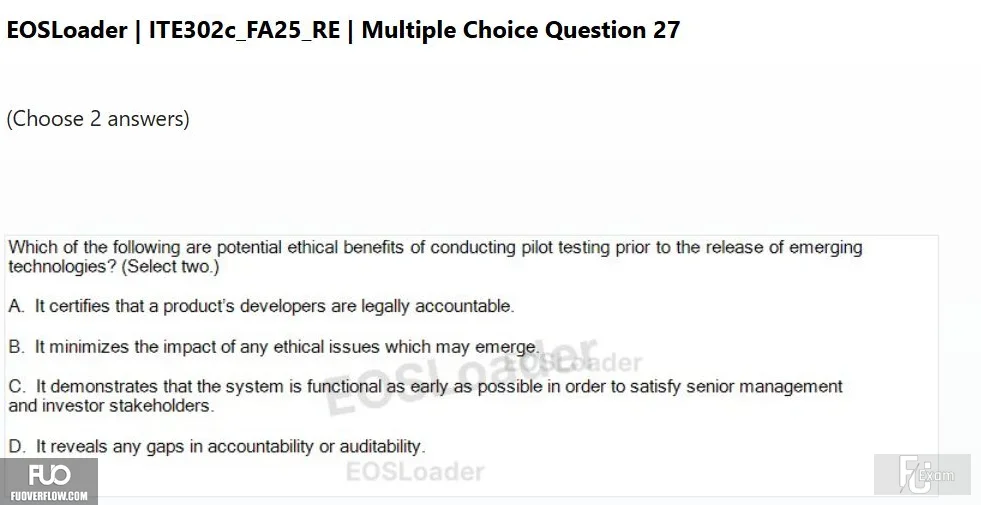 EOSLoader | ITE302c_FA25_RE | Multiple Choice Question 27
(Choose 2 answers)
Which of the following are potential ethical benefits of conducting pilot testing prior to the release of emerging
technologies? (Select two.)
A. It certifies that a product's developers are legally accountable.
B. It minimizes the impact of any ethical issues which may emerge.
EOSLoader
EOSLoader
C. It demonstrates that the system is functional as early as possible in order to satisfy senior management
and investor stakeholders.
D. It reveals any gaps in accountability or auditability.
EOSLoader
FUO
FUOVERFLOW.COM
FU Exam